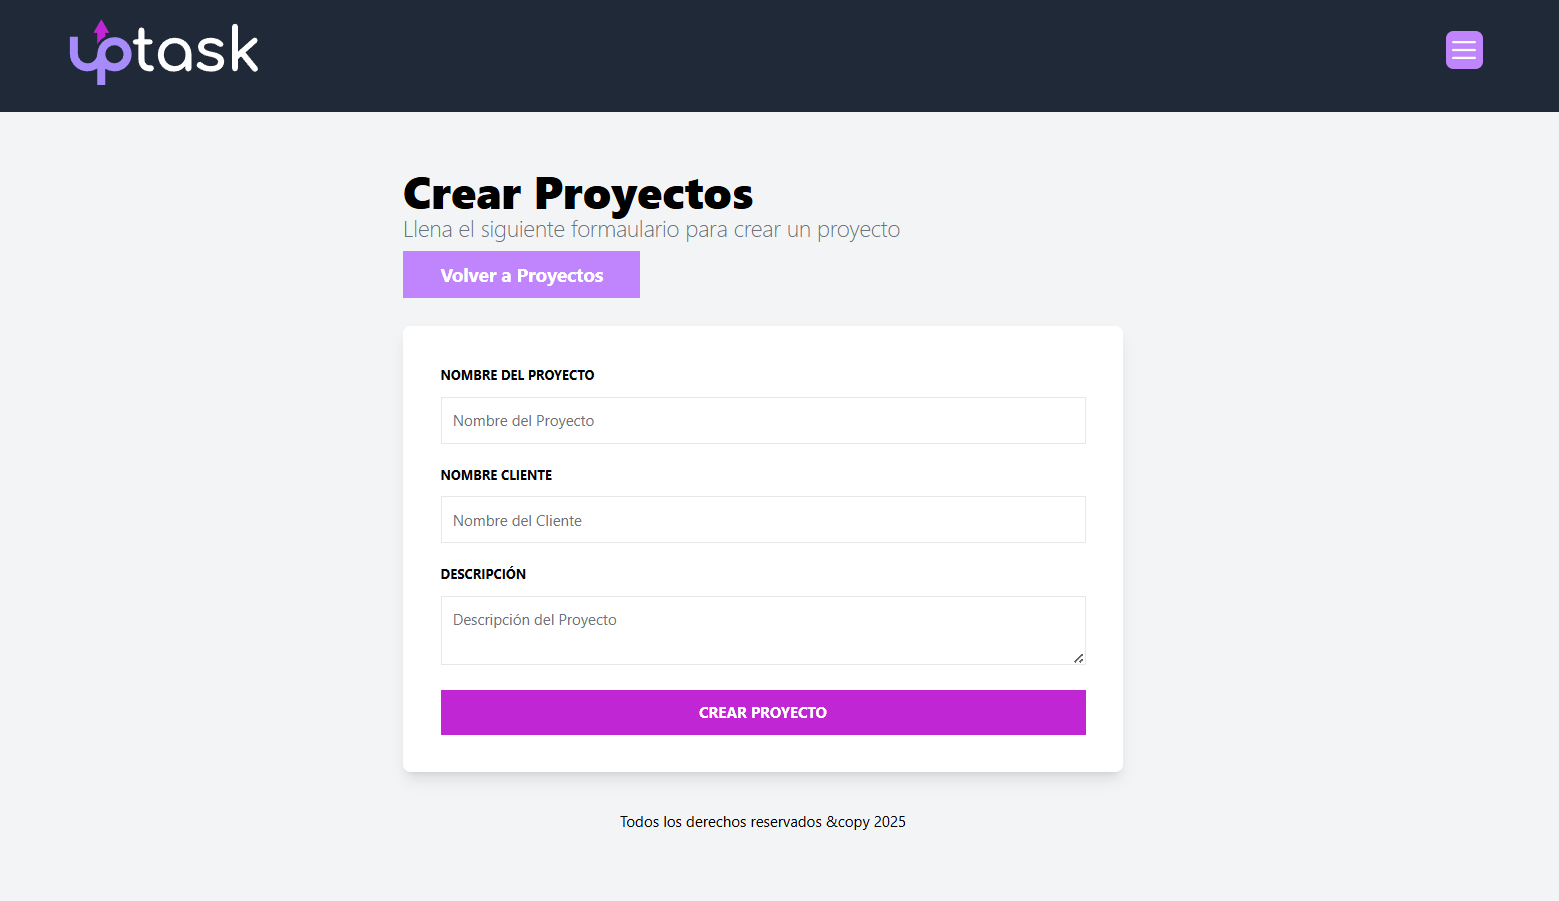 uptask
Crear Proyectos
Llena el siguiente formaulario para crear un proyecto
Volver a Proyectos
NOMBRE DEL PROYECTO
Nombre del Proyecto
NOMBRE CLIENTE
Nombre del Cliente
DESCRIPCIÓN
Descripción del Proyecto
CREAR PROYECTO
Todos los derechos reservados &copy 2025